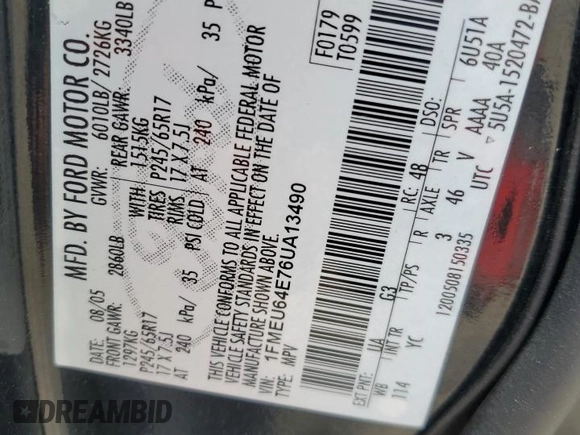 MFD. BY FORD MOTOR CO.
DATE: 08/05 GVWR: 6010LB/ 2726KG
FRONT GAWR: 2860LB REAR GAWR: 3340LB
1297KG WITH 1515KG
P245/65R17 TIRES P245/65R17
17 X 7.5J RIMS 17 X 7.5J
AT 240 kPa/ 35 PSI COLD AT 240 kPa/ 35 P
THIS VEHICLE CONFORMS TO ALL APPLICABLE FEDERAL MOTOR
VEHICLE SAFETY STANDARDS IN EFFECT ON THE DATE OF
MANUFACTURE SHOWN ABOVE.
VIN: 1FMEU64E76UA13490
TYPE: MPV
F0179
T0599
EXT PNT: UA G3 RC: 48 DSO:
WB INT TR TP/PS R AXLE TR SPR 6U51A
114 YC 3 46 V AAAA 40A
1200508150335 UTC 5U5A-1520472-BA
DREAMBID